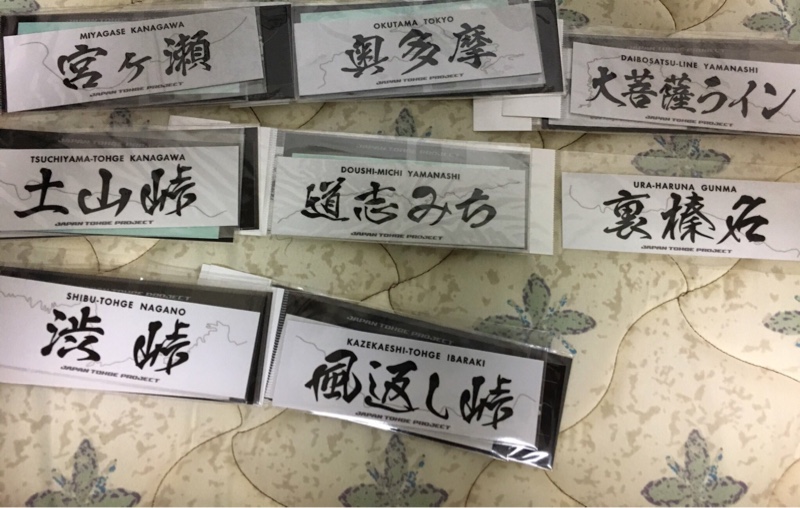 MIYAGASE KANAGAWA
宮ヶ瀬
JAPAN TOHGE PROJECT
OKUTAMA TOKYO
奥多摩
JAPAN TOHGE PROJECT
DAIBOSATSU-LINE YAMANASHI
大菩薩ライン
JAPAN TOHGE PROJECT
TSUCHIYAMA-TOHGE KANAGAWA
土山峠
JAPAN TOHGE PROJECT
DOUSHI-MICHI YAMANASHI
道志みち
JAPAN TOHGE PROJECT
URA-HARUNA GUNMA
裏榛名
JAPAN TOHGE PROJECT
JAPAN TOHGE PROJECT
SHIBU-TOHGE NAGANO
渋峠
JAPAN TOHGE PROJECT
JAPAN TOHGE PROJECT
KAZEKAESHI-TOHGE IBARAKI
風返し峠
JAPAN TOHGE PROJECT